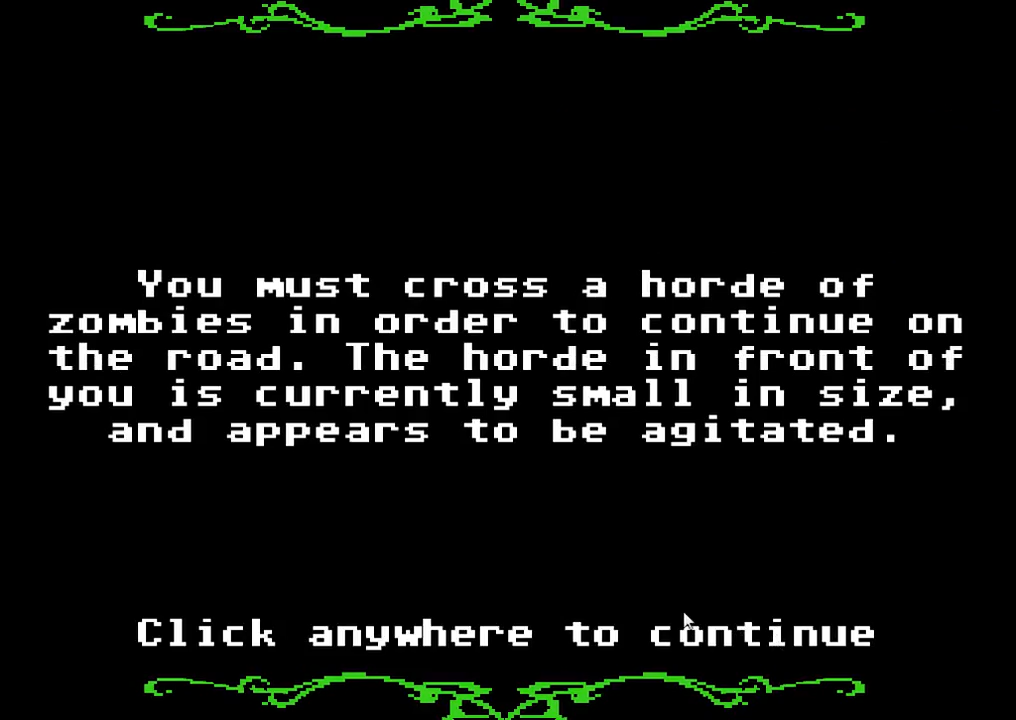 You must cross a horde of
zombies in order to continue on
the road. The horde in front of
you is currently small in size,
and appears to be agitated.
Click anywhere to continue